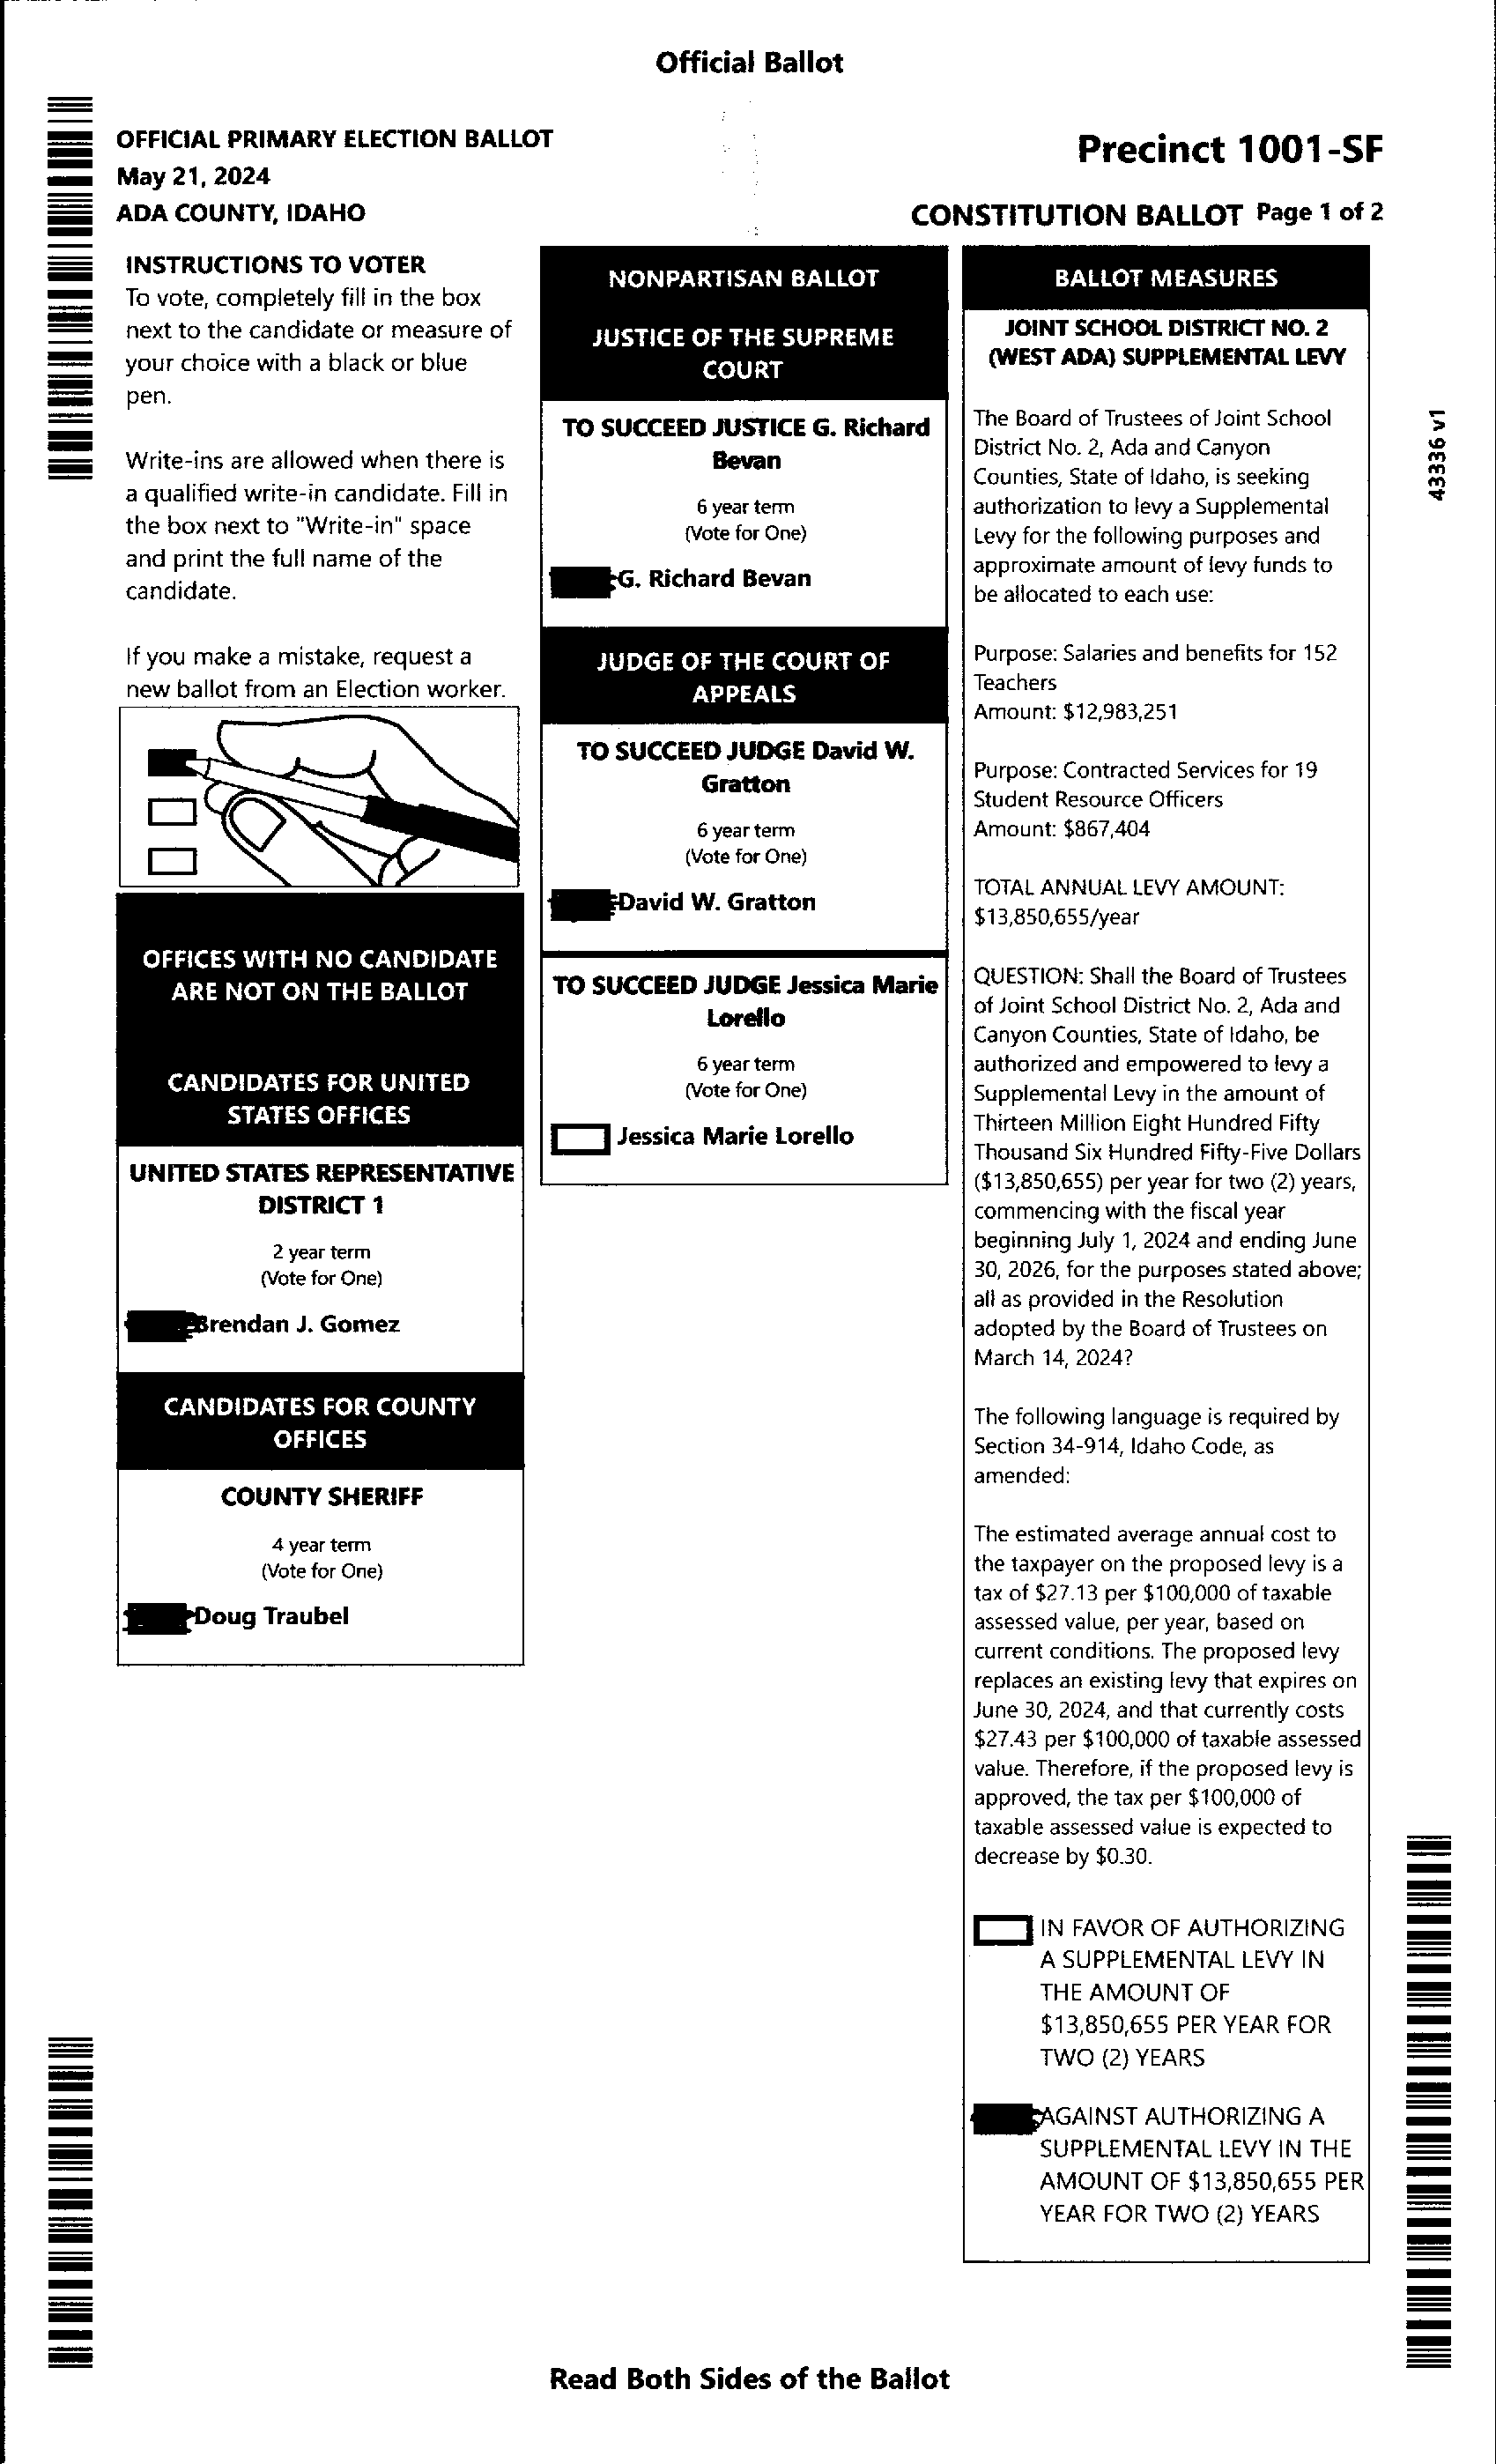 Official Ballot
OFFICIAL PRIMARY ELECTION BALLOT
May 21, 2024
ADA COUNTY, IDAHO
Precinct 1001-SF
CONSTITUTION BALLOT Page 1 of 2
INSTRUCTIONS TO VOTER
To vote, completely fill in the box
next to the candidate or measure of
your choice with a black or blue
pen.
Write-ins are allowed when there is
a qualified write-in candidate. Fill in
the box next to "Write-in" space
and print the full name of the
candidate.
If you make a mistake, request a
new ballot from an Election worker.
OFFICES WITH NO CANDIDATE
ARE NOT ON THE BALLOT
CANDIDATES FOR UNITED
STATES OFFICES
UNITED STATES REPRESENTATIVE
DISTRICT 1
2 year term
(Vote for One)
Brendan J. Gomez
CANDIDATES FOR COUNTY
OFFICES
COUNTY SHERIFF
4 year term
(Vote for One)
Doug Traubel
NONPARTISAN BALLOT
JUSTICE OF THE SUPREME
COURT
TO SUCCEED JUSTICE G. Richard
Bevan
6 year term
(Vote for One)
G. Richard Bevan
JUDGE OF THE COURT OF
APPEALS
TO SUCCEED JUDGE David W.
Gratton
6 year term
(Vote for One)
David W. Gratton
TO SUCCEED JUDGE Jessica Marie
Lorello
6 year term
(Vote for One)
Jessica Marie Lorello
BALLOT MEASURES
JOINT SCHOOL DISTRICT NO. 2
(WEST ADA) SUPPLEMENTAL LEVY
The Board of Trustees of Joint School
District No. 2, Ada and Canyon
Counties, State of Idaho, is seeking
authorization to levy a Supplemental
Levy for the following purposes and
approximate amount of levy funds to
be allocated to each use:
Purpose: Salaries and benefits for 152
Teachers
Amount: $12,983,251
Purpose: Contracted Services for 19
Student Resource Officers
Amount: $867,404
TOTAL ANNUAL LEVY AMOUNT:
$13,850,655/year
QUESTION: Shall the Board of Trustees
of Joint School District No. 2, Ada and
Canyon Counties, State of Idaho, be
authorized and empowered to levy a
Supplemental Levy in the amount of
Thirteen Million Eight Hundred Fifty
Thousand Six Hundred Fifty-Five Dollars
($13,850,655) per year for two (2) years,
commencing with the fiscal year
beginning July 1, 2024 and ending June
30, 2026, for the purposes stated above;
all as provided in the Resolution
adopted by the Board of Trustees on
March 14, 2024?
The following language is required by
Section 34-914, Idaho Code, as
amended:
The estimated average annual cost to
the taxpayer on the proposed levy is a
tax of $27.13 per $100,000 of taxable
assessed value, per year, based on
current conditions. The proposed levy
replaces an existing levy that expires on
June 30, 2024, and that currently costs
$27.43 per $100,000 of taxable assessed
value. Therefore, if the proposed levy is
approved, the tax per $100,000 of
taxable assessed value is expected to
decrease by $0.30.
IN FAVOR OF AUTHORIZING
A SUPPLEMENTAL LEVY IN
THE AMOUNT OF
$13,850,655 PER YEAR FOR
TWO (2) YEARS
AGAINST AUTHORIZING A
SUPPLEMENTAL LEVY IN THE
AMOUNT OF $13,850,655 PER
YEAR FOR TWO (2) YEARS
43336 v1
Read Both Sides of the Ballot